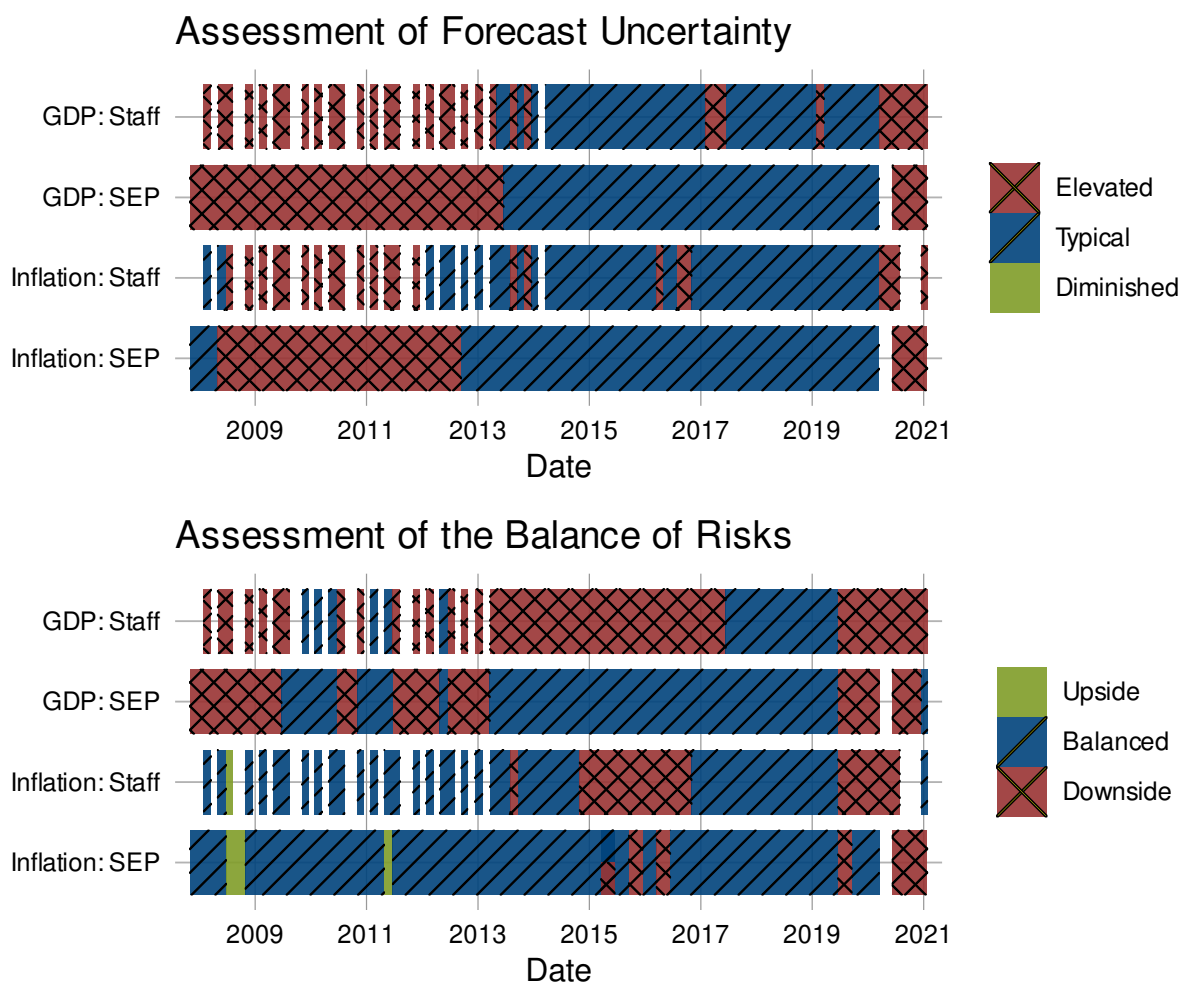 Assessment of Forecast Uncertainty
GDP: Staff
GDP: SEP
Inflation: Staff
Inflation: SEP
2009 2011 2013 2015 2017 2019 2021
Date
Elevated
Typical
Diminished
Assessment of the Balance of Risks
GDP: Staff
GDP: SEP
Inflation: Staff
Inflation: SEP
2009 2011 2013 2015 2017 2019 2021
Date
Upside
Balanced
Downside